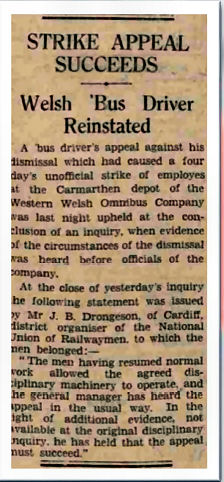 STRIKE APPEAL
SUCCEEDS
Welsh 'Bus Driver
Reinstated
A 'bus driver's appeal against his
dismissal which had caused a four
day's unofficial strike of employes
at the Carmarthen depot of the
Western Welsh Omnibus Company
was last night upheld at the con-
clusion of an inquiry, when evidence
of the circumstances of the dismissal
was heard before officials of the
company.
At the close of yesterday's inquiry
he following statement was issued
by Mr J. B. Drongeson, of Cardiff,
district organiser of the National
Union of Railwaymen, to which the
men belonged:—
"The men having resumed normal
work allowed the agreed dis-
ciplinary machinery to operate, and
he general manager has heard the
appeal in the usual way. In the
ight of additional evidence, not
available at the original disciplinary
nquiry, he has held that the appeal
must succeed."